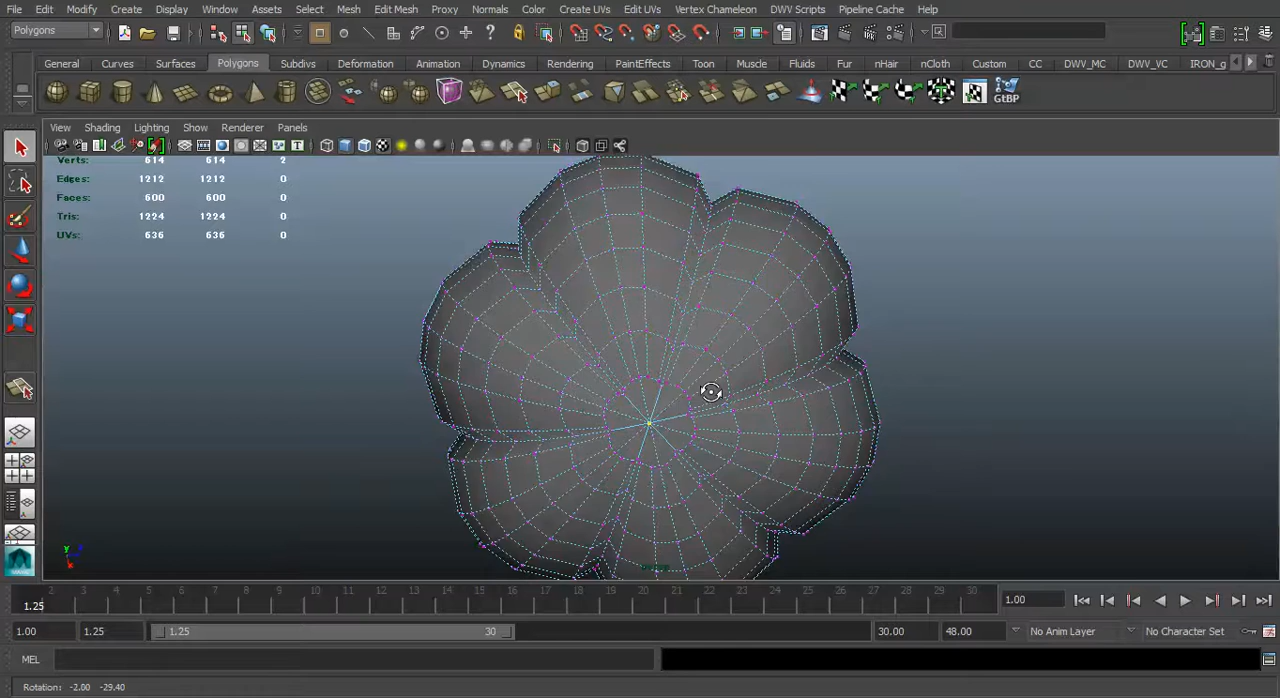 File Edit Modify Create Display Window Assets Select Mesh Edit Mesh Proxy Normals Color Create UVs Edit UVs Vertex Chameleon DWV Scripts Pipeline Cache Help
Polygons
General Curves Surfaces Polygons Subdivs Deformation Animation Dynamics Rendering PaintEffects Toon Muscle Fluids Fur nHair nCloth Custom CC DWV_MC DWV_VC IRON_g
GtBP
View Shading Lighting Show Renderer Panels
Verts: 614 614 2
Edges: 1212 1212 0
Faces: 600 600 0
Tris: 1224 1224 0
UVs: 636 636 0
persp
2 3 4 5 6 7 8 9 10 11 12 13 14 15 16 17 18 19 20 21 22 23 24 25 26 27 28 29 30
1.25
1.00
1.00 1.25 1.25 30 30.00 48.00 No Anim Layer No Character Set
MEL
Rotation: -2.00 -29.40